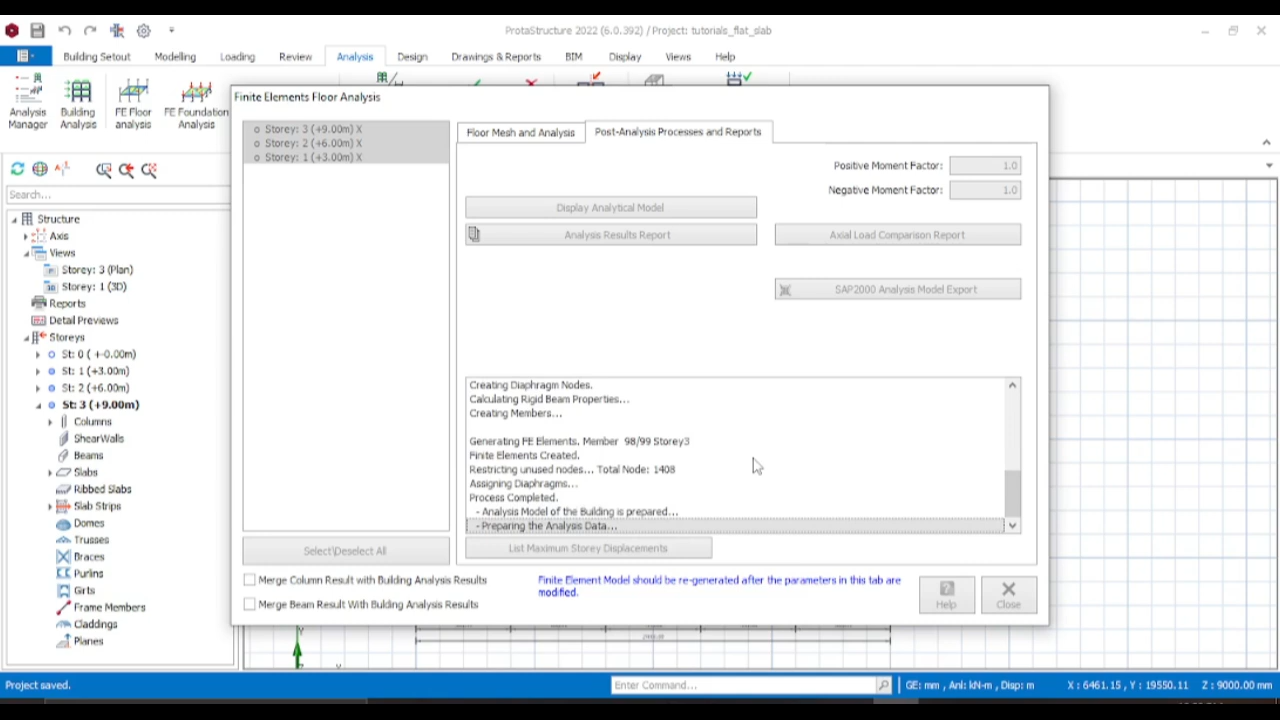 ProtaStructure 2022 (6.0.392) / Project: tutorials_flat_slab
Building Setout
Modelling
Loading
Review
Analysis
Design
Drawings & Reports
BIM
Display
Views
Help
Analysis
Manager
Building
Analysis
FE Floor
analysis
FE Foundation
Analysis
Search...
Structure
Axis
Views
Storey: 3 (Plan)
Storey: 1 (3D)
Reports
Detail Previews
Storeys
St: 0 ( +-0.00m)
St: 1 (+3.00m)
St: 2 (+6.00m)
St: 3 (+9.00m)
Columns
ShearWalls
Beams
Slabs
Ribbed Slabs
Slab Strips
Domes
Trusses
Braces
Purlins
Girts
Frame Members
Claddings
Planes
Finite Elements Floor Analysis
o Storey: 3 (+9.00m) X
o Storey: 2 (+6.00m) X
o Storey: 1 (+3.00m) X
Select\Deselect All
Merge Column Result with Building Analysis Results
Merge Beam Result With Bulding Analysis Results
Floor Mesh and Analysis
Post-Analysis Processes and Reports
Positive Moment Factor: 1.0
Negative Moment Factor: 1.0
Display Analytical Model
Analysis Results Report
Axial Load Comparison Report
SAP2000 Analysis Model Export
Creating Diaphragm Nodes.
Calculating Rigid Beam Properties...
Creating Members...
Generating FE Elements. Member 98/99 Storey3
Finite Elements Created.
Restricting unused nodes... Total Node: 1408
Assigning Diaphragms...
Process Completed.
- Analysis Model of the Building is prepared...
- Preparing the Analysis Data...
List Maximum Storey Displacements
Finite Element Model should be re-generated after the parameters in this tab are
modified.
Help
Close
Project saved.
Enter Command...
GE: mm , Anl: kN-m , Disp: m
X : 6461.15 , Y : 19550.11
Z : 9000.00 mm